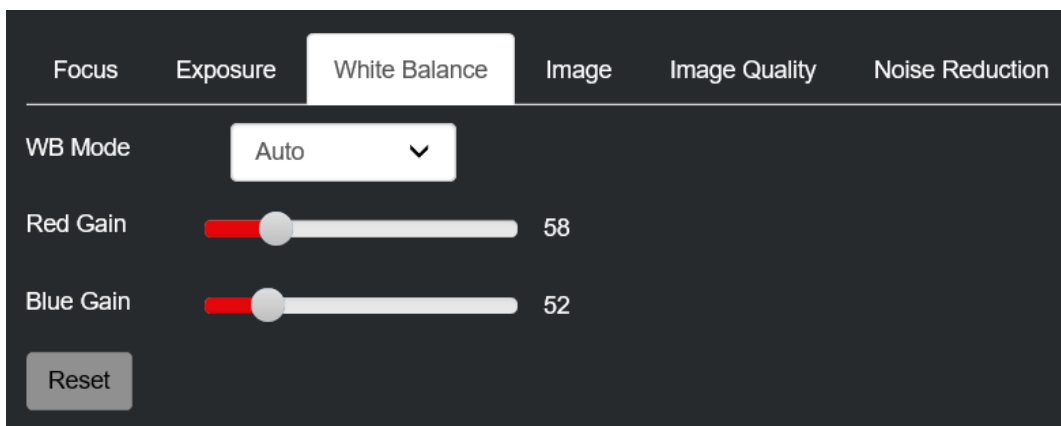 Focus Exposure White Balance Image Image Quality Noise Reduction
WB Mode Auto
Red Gain 58
Blue Gain 52
Reset